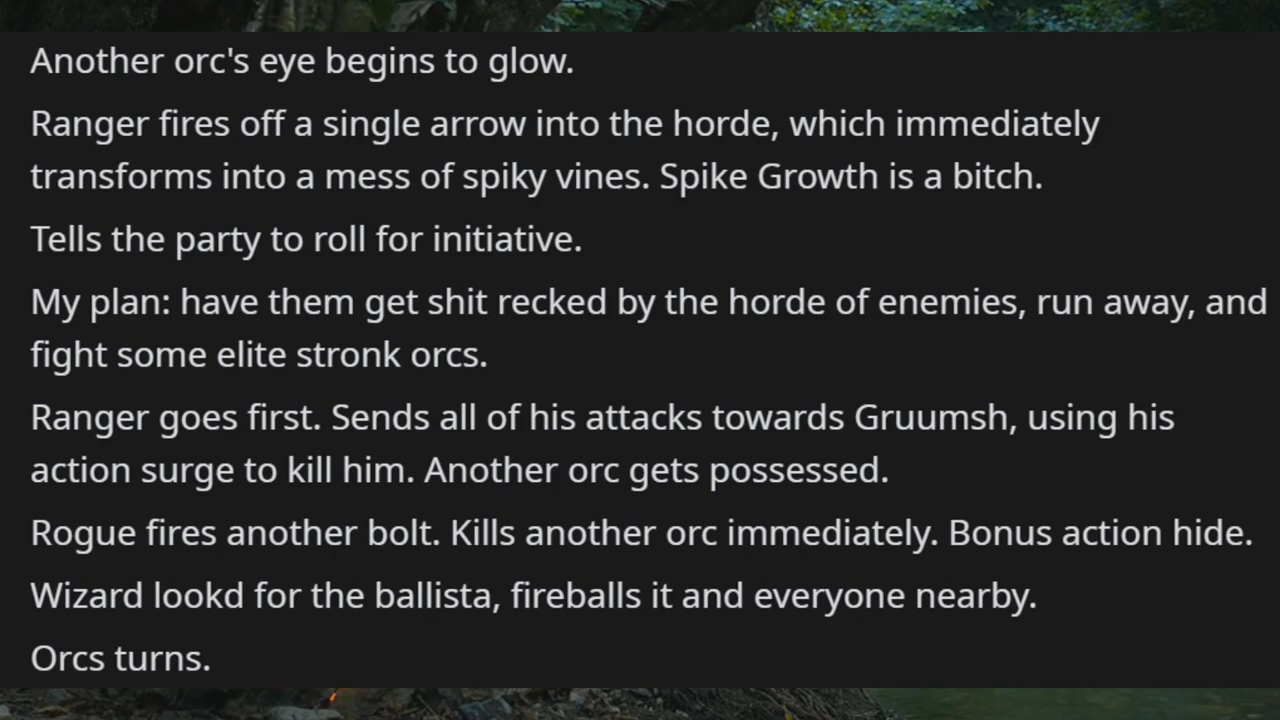 Another orc's eye begins to glow.
Ranger fires off a single arrow into the horde, which immediately
transforms into a mess of spiky vines. Spike Growth is a bitch.
Tells the party to roll for initiative.
My plan: have them get shit recked by the horde of enemies, run away, and
fight some elite stronk orcs.
Ranger goes first. Sends all of his attacks towards Gruumsh, using his
action surge to kill him. Another orc gets possessed.
Rogue fires another bolt. Kills another orc immediately. Bonus action hide.
Wizard lookd for the ballista, fireballs it and everyone nearby.
Orcs turns.